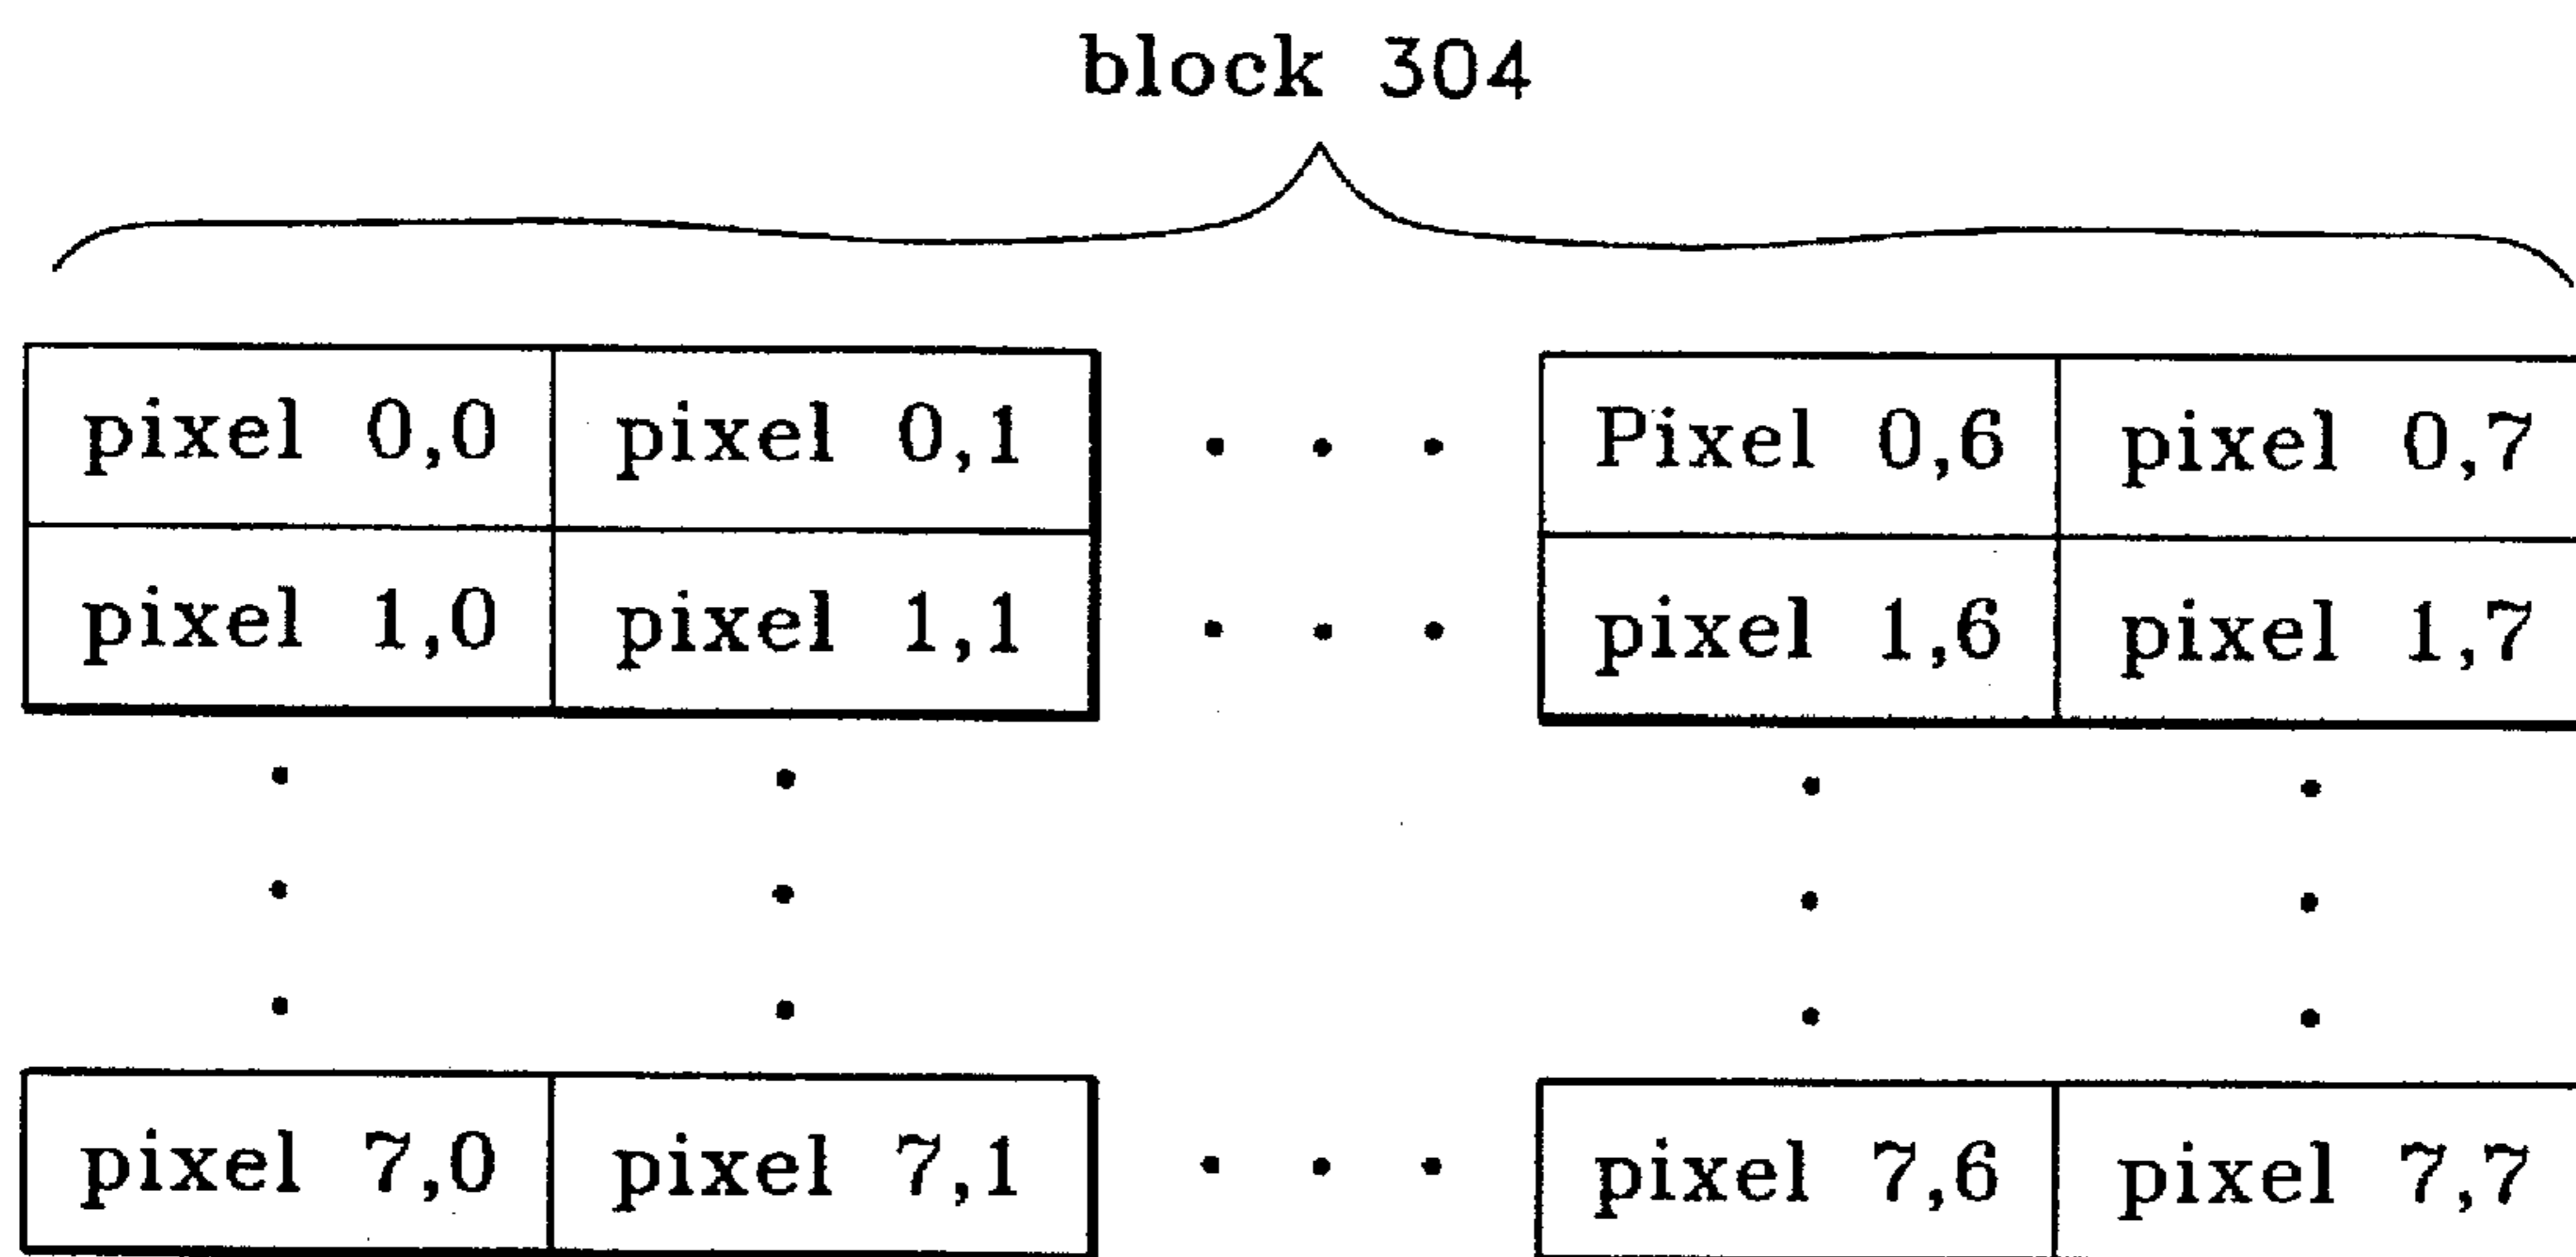 block 304
pixel 0,0 pixel 0,1 . . . Pixel 0,6 pixel 0,7
pixel 1,0 pixel 1,1 . . . pixel 1,6 pixel 1,7
pixel 7,0 pixel 7,1 . . . pixel 7,6 pixel 7,7